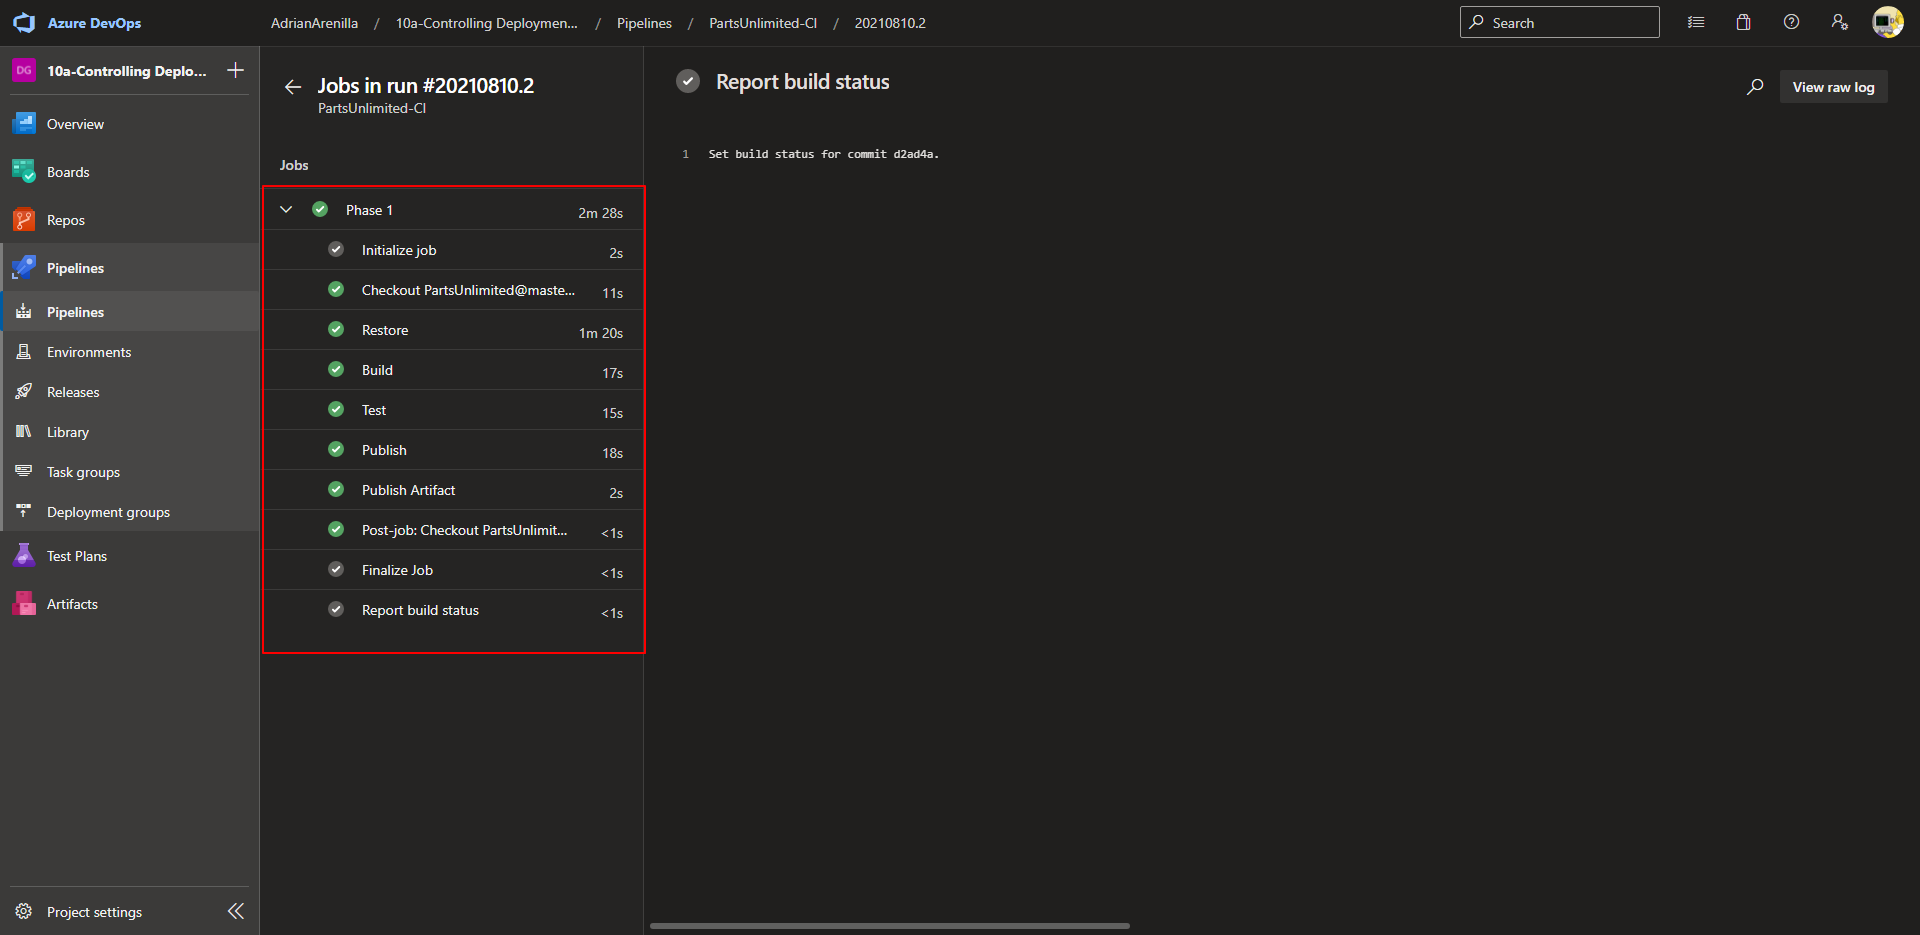 Azure DevOps
AdrianArenilla / 10a-Controlling Deploymen... / Pipelines / PartsUnlimited-CI / 20210810.2
Search
DG
10a-Controlling Deplo...
Overview
Boards
Repos
Pipelines
Pipelines
Environments
Releases
Library
Task groups
Deployment groups
Test Plans
Artifacts
Project settings
Jobs in run #20210810.2
PartsUnlimited-CI
Jobs
Phase 1 2m 28s
Initialize job 2s
Checkout PartsUnlimited@maste... 11s
Restore 1m 20s
Build 17s
Test 15s
Publish 18s
Publish Artifact 2s
Post-job: Checkout PartsUnlimit... <1s
Finalize Job <1s
Report build status <1s
Report build status
View raw log
1 Set build status for commit d2ad4a.